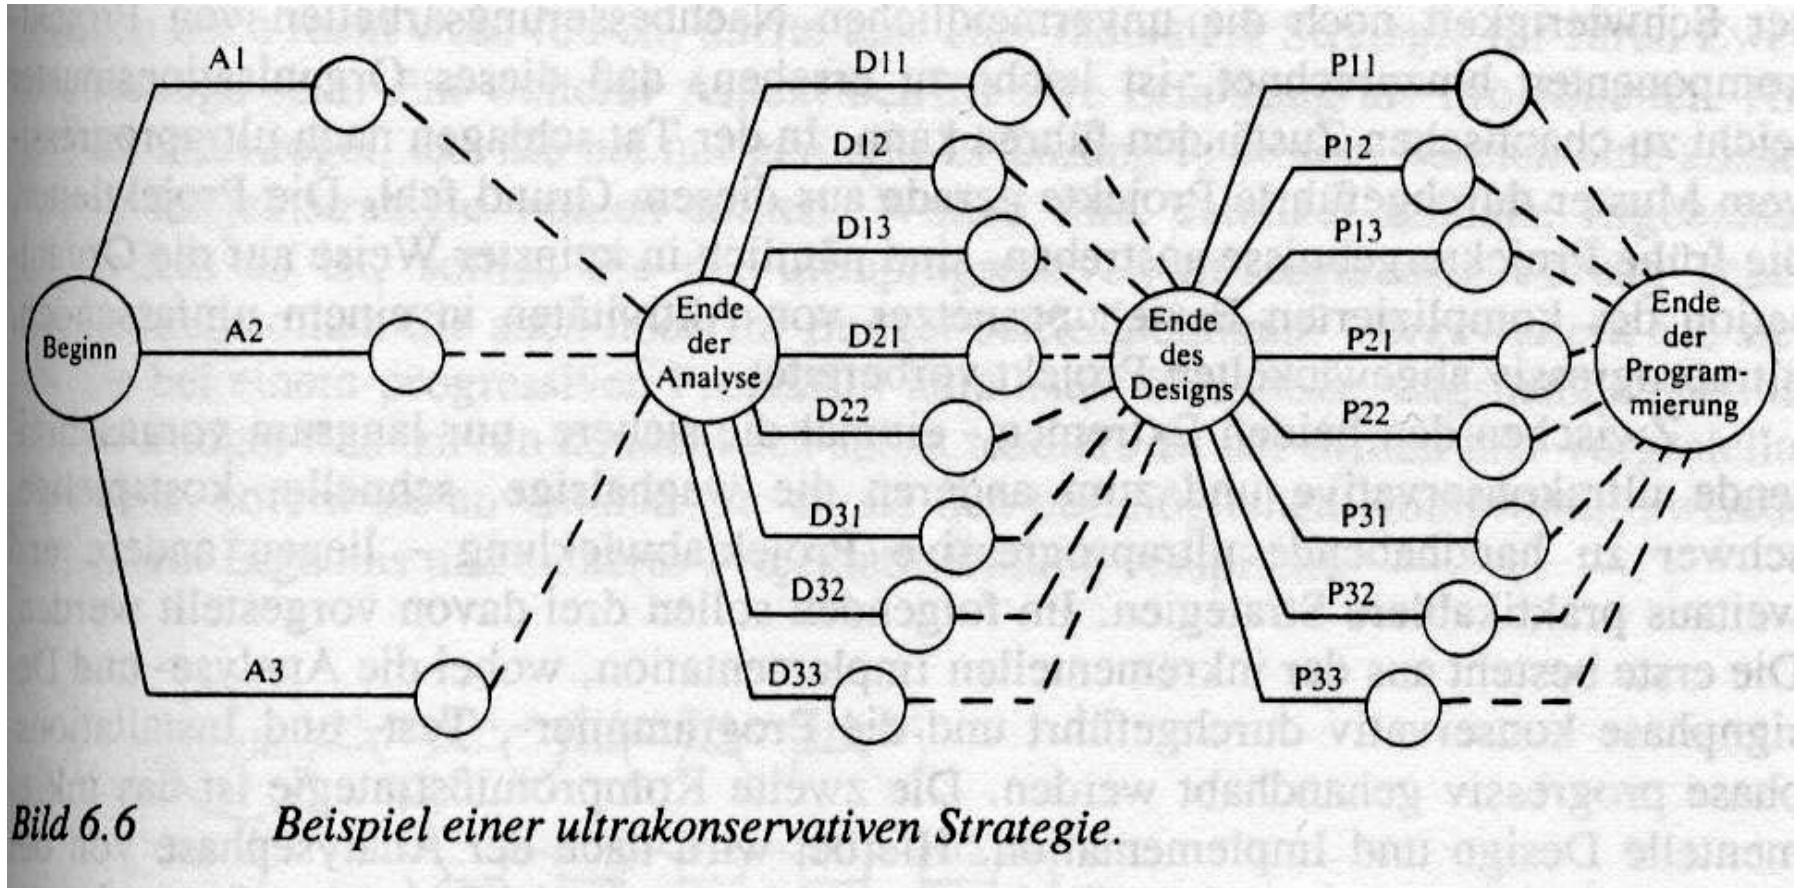 A1
A2
A3
Beginn
Ende
der
Analyse
D11
D12
D13
D21
D22
D31
D32
D33
Ende
des
Designs
P11
P12
P13
P21
P22
P31
P32
P33
Ende
der
Program-
mierung
Bild 6.6 Beispiel einer ultrakonservativen Strategie.